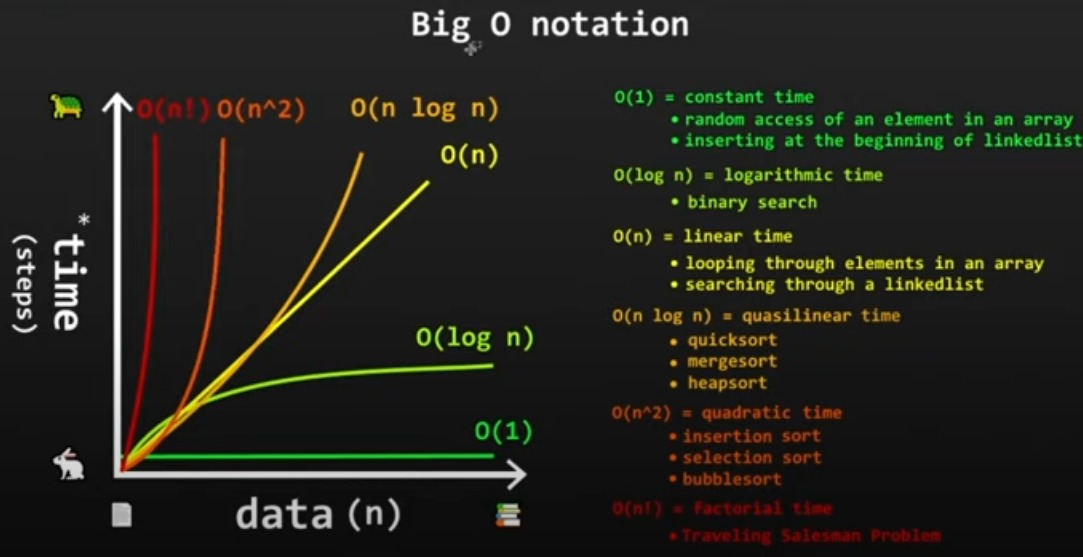 Big O notation
O(n!)
O(n^2)
O(n log n)
O(n)
O(log n)
O(1)
*time
(steps)
data (n)
O(1) = constant time
• random access of an element in an array
• inserting at the beginning of linkedlist
O(log n) = logarithmic time
• binary search
O(n) = linear time
• looping through elements in an array
• searching through a linkedlist
O(n log n) = quasilinear time
• quicksort
• mergesort
• heapsort
O(n^2) = quadratic time
• insertion sort
• selection sort
• bubblesort
O(n!) = factorial time
• Traveling Salesman Problem